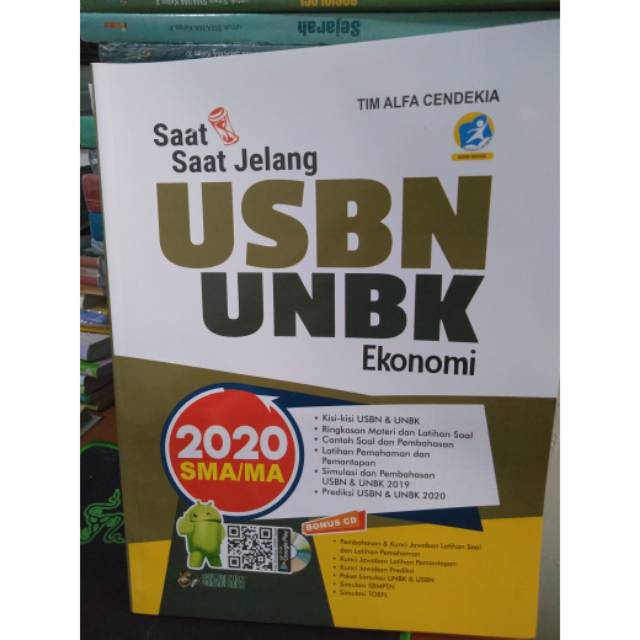 Sejarah
TIM ALFA CENDEKIA
Saat
Saat Jelang
USBN
UNBK
Ekonomi
2020
SMA/MA
• Kisi-kisi USBN & UNBK
• Ringkasan Materi dan Latihan Soal
• Contoh Soal dan Pembahasan
• Latihan Pemahaman dan
Pemantapan
• Simulasi dan Pembahasan
USBN & UNBK 2019
• Prediksi USBN & UNBK 2020
BONUS CD
• Pembahasan & Kunci Jawaban Latihan Soal
dan Latihan Pemahaman
• Kunci Jawaban Latihan Pemantapan
• Kunci Jawaban Prediksi
• Paket Simulasi UNBK & USBN
• Simulasi SBMPTN
• Simulasi TOEFL